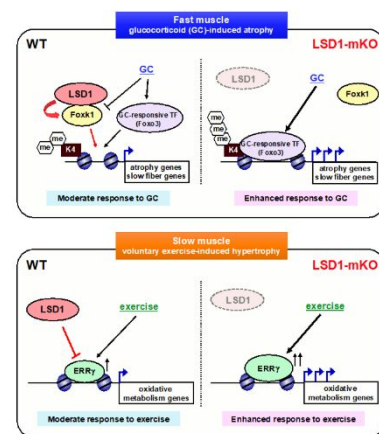 Fast muscle
glucocorticoid (GC)-induced atrophy
WT
LSD1-mKO
LSD1
Foxk1
GC
GC-responsive TF
(Foxo3)
me
me
K4
atrophy genes
slow fiber genes
Moderate response to GC
LSD1
GC
Foxk1
me
me
me
K4
GC-responsive TF
(Foxo3)
atrophy genes
slow fiber genes
Enhanced response to GC
Slow muscle
voluntary exercise-induced hypertrophy
WT
LSD1-mKO
LSD1
exercise
ERRγ
oxidative
metabolism genes
Moderate response to exercise
LSD1
exercise
ERRγ
oxidative
metabolism genes
Enhanced response to exercise